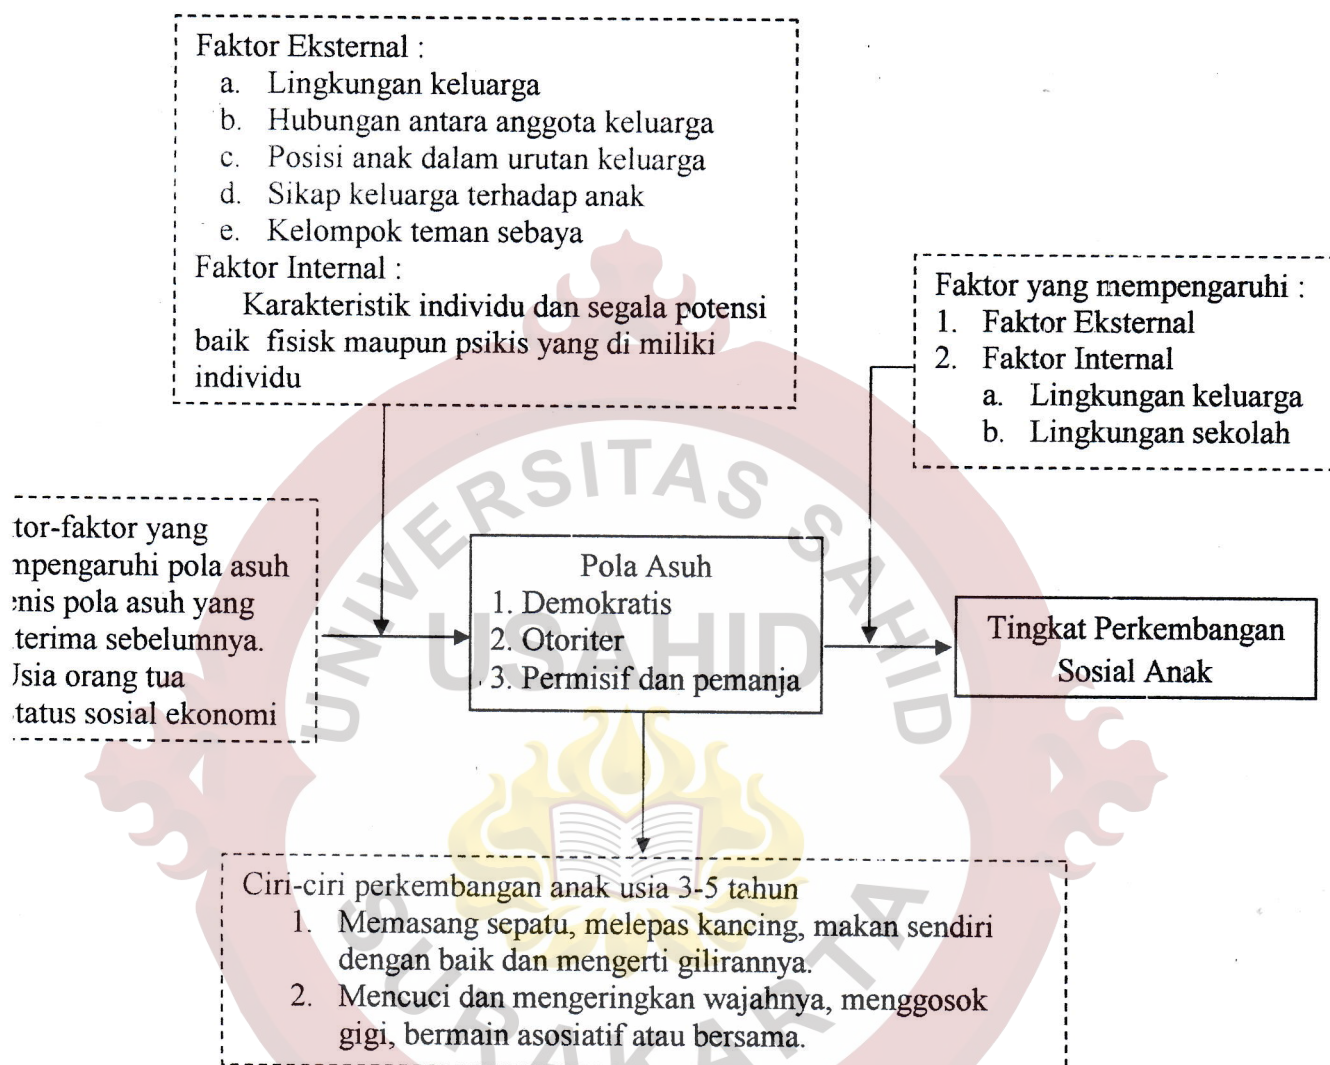 Faktor Eksternal :
a. Lingkungan keluarga
b. Hubungan antara anggota keluarga
c. Posisi anak dalam urutan keluarga
d. Sikap keluarga terhadap anak
e. Kelompok teman sebaya
Faktor Internal :
Karakteristik individu dan segala potensi
baik fisisk maupun psikis yang di miliki
individu
Faktor yang mempengaruhi :
1. Faktor Eksternal
2. Faktor Internal
a. Lingkungan keluarga
b. Lingkungan sekolah
tor-faktor yang
npengaruhi pola asuh
enis pola asuh yang
terima sebelumnya.
Jsia orang tua
tatus sosial ekonomi
Pola Asuh
1. Demokratis
2. Otoriter
3. Permisif dan pemanja
Tingkat Perkembangan
Sosial Anak
Ciri-ciri perkembangan anak usia 3-5 tahun
1. Memasang sepatu, melepas kancing, makan sendiri
dengan baik dan mengerti gilirannya.
2. Mencuci dan mengeringkan wajahnya, menggosok
gigi, bermain asosiatif atau bersama.
UNIVERSITAS SAHID
USAHID
SURAKARTA